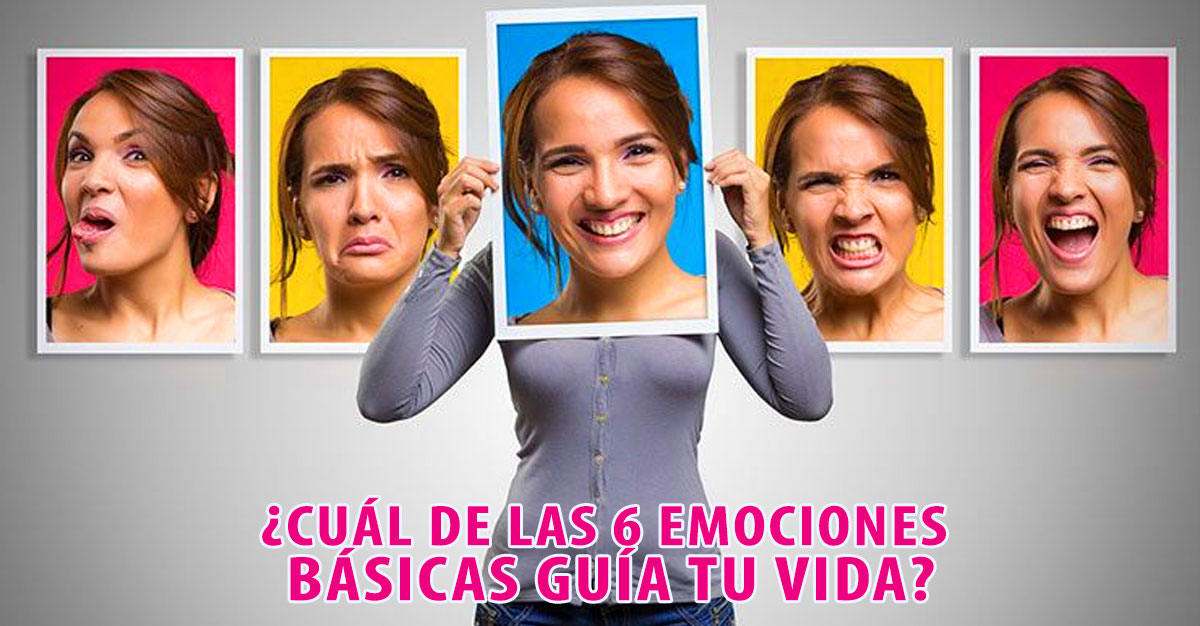 ¿CUÁL DE LAS 6 EMOCIONES
BÁSICAS GUÍA TU VIDA?